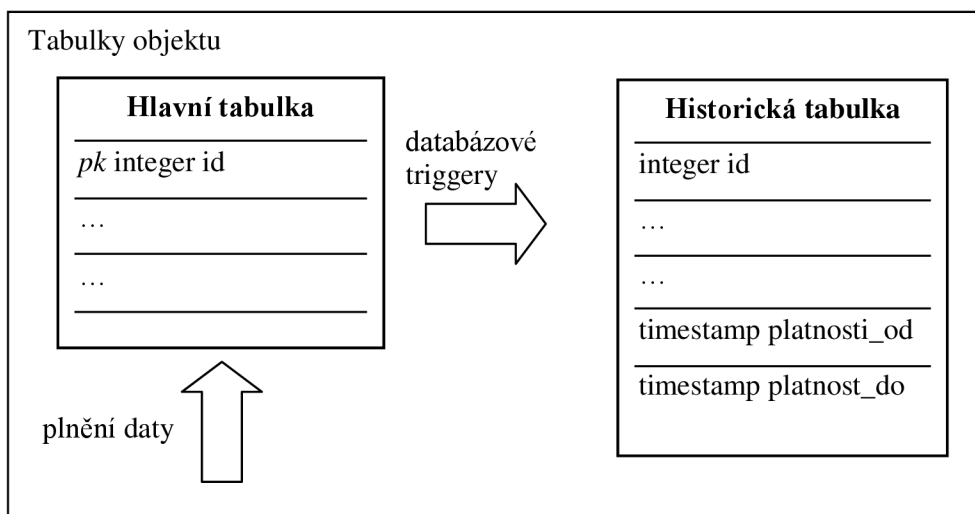 Tabulky objektu
Hlavní tabulka
pk integer id
…
…
databázové
triggery
Historická tabulka
integer id
…
…
timestamp platnosti_od
timestamp platnost_do
plnění daty